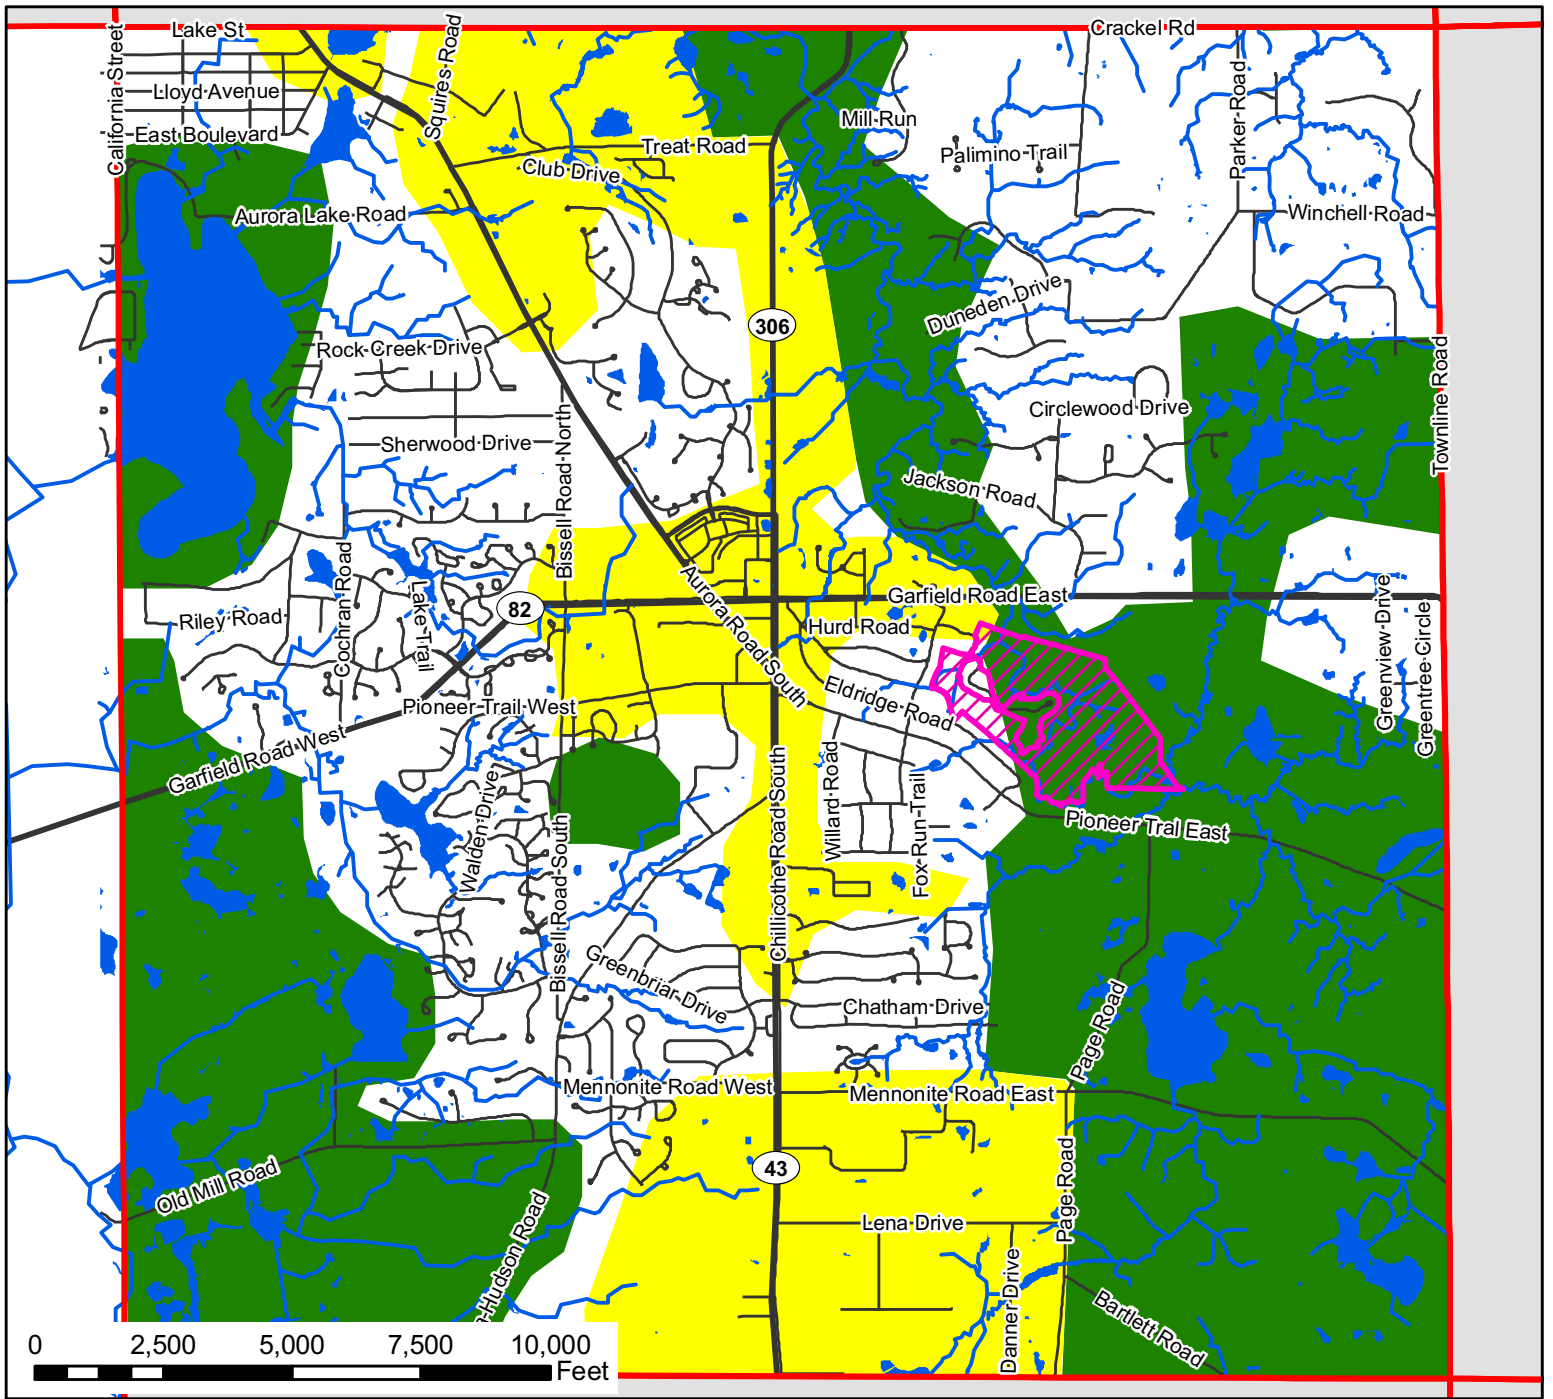 Lake St
Crackel Rd
California Street
Squires Road
Lloyd Avenue
East Boulevard
Parker Road
Mill Run
Treat Road
Palimino Trail
Club Drive
Aurora Lake Road
Winchell Road
Duneden Drive
306
Rock Creek Drive
Townline Road
Circlewood Drive
Sherwood Drive
Bissell Road North
Jackson Road
Cochran Road
Lake Trail
82
Aurora Road South
Garfield Road East
Riley Road
Hurd Road
Greenview Drive
Greentree Circle
Eldridge Road
Pioneer Trail West
Garfield Road West
Walden Drive
Bissell Road South
Chillicothe Road South
Willard Road
Fox Run Trail
Pioneer Tral East
Greenbriar Drive
Chatham Drive
Page Road
Mennonite Road West
Mennonite Road East
43
Old Mill Road
Page Road
Lena Drive
-Hudson Road
Danner Drive
Bartlett Road
0 2,500 5,000 7,500 10,000
Feet